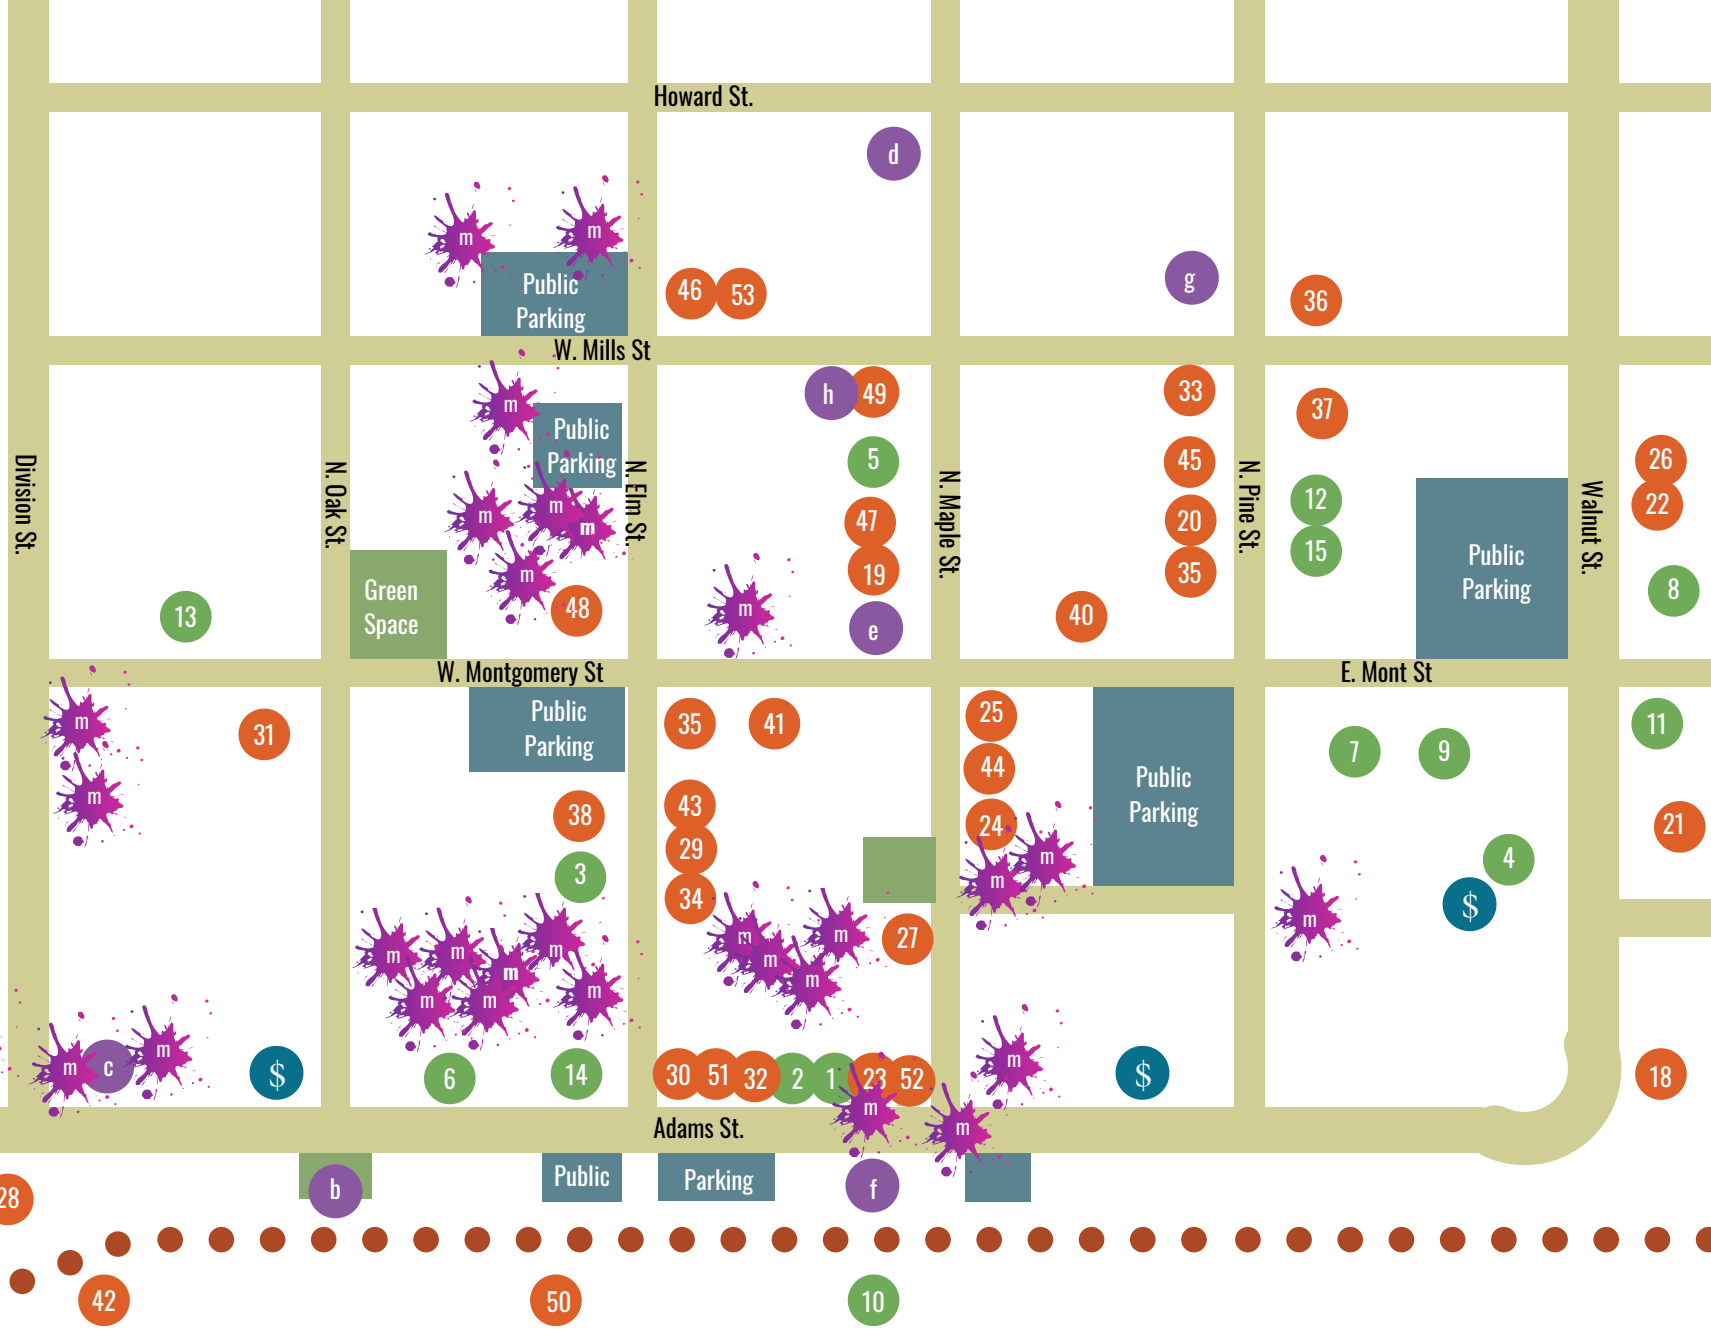 Howard St.
d
m
m
g
Public
Parking
46
53
36
W. Mills St
h
49
33
m
37
Public
Parking
5
45
26
Division St.
N. Oak St.
N. Elm St.
N. Maple St.
N. Pine St.
Walnut St.
12
22
m
m
m
47
20
15
Public
Parking
m
19
35
Green
Space
8
13
48
m
e
40
W. Montgomery St
E. Mont St
m
31
Public
Parking
35
41
25
11
7
9
44
Public
Parking
m
38
43
24
21
29
m
4
3
34
m
m
$
m
m
m
m
m
m
27
m
m
m
m
m
m
m
c
m
$
6
14
30
51
32
2
1
23
52
m
$
18
Adams St.
m
m
28
b
Public
Parking
f
42
50
10